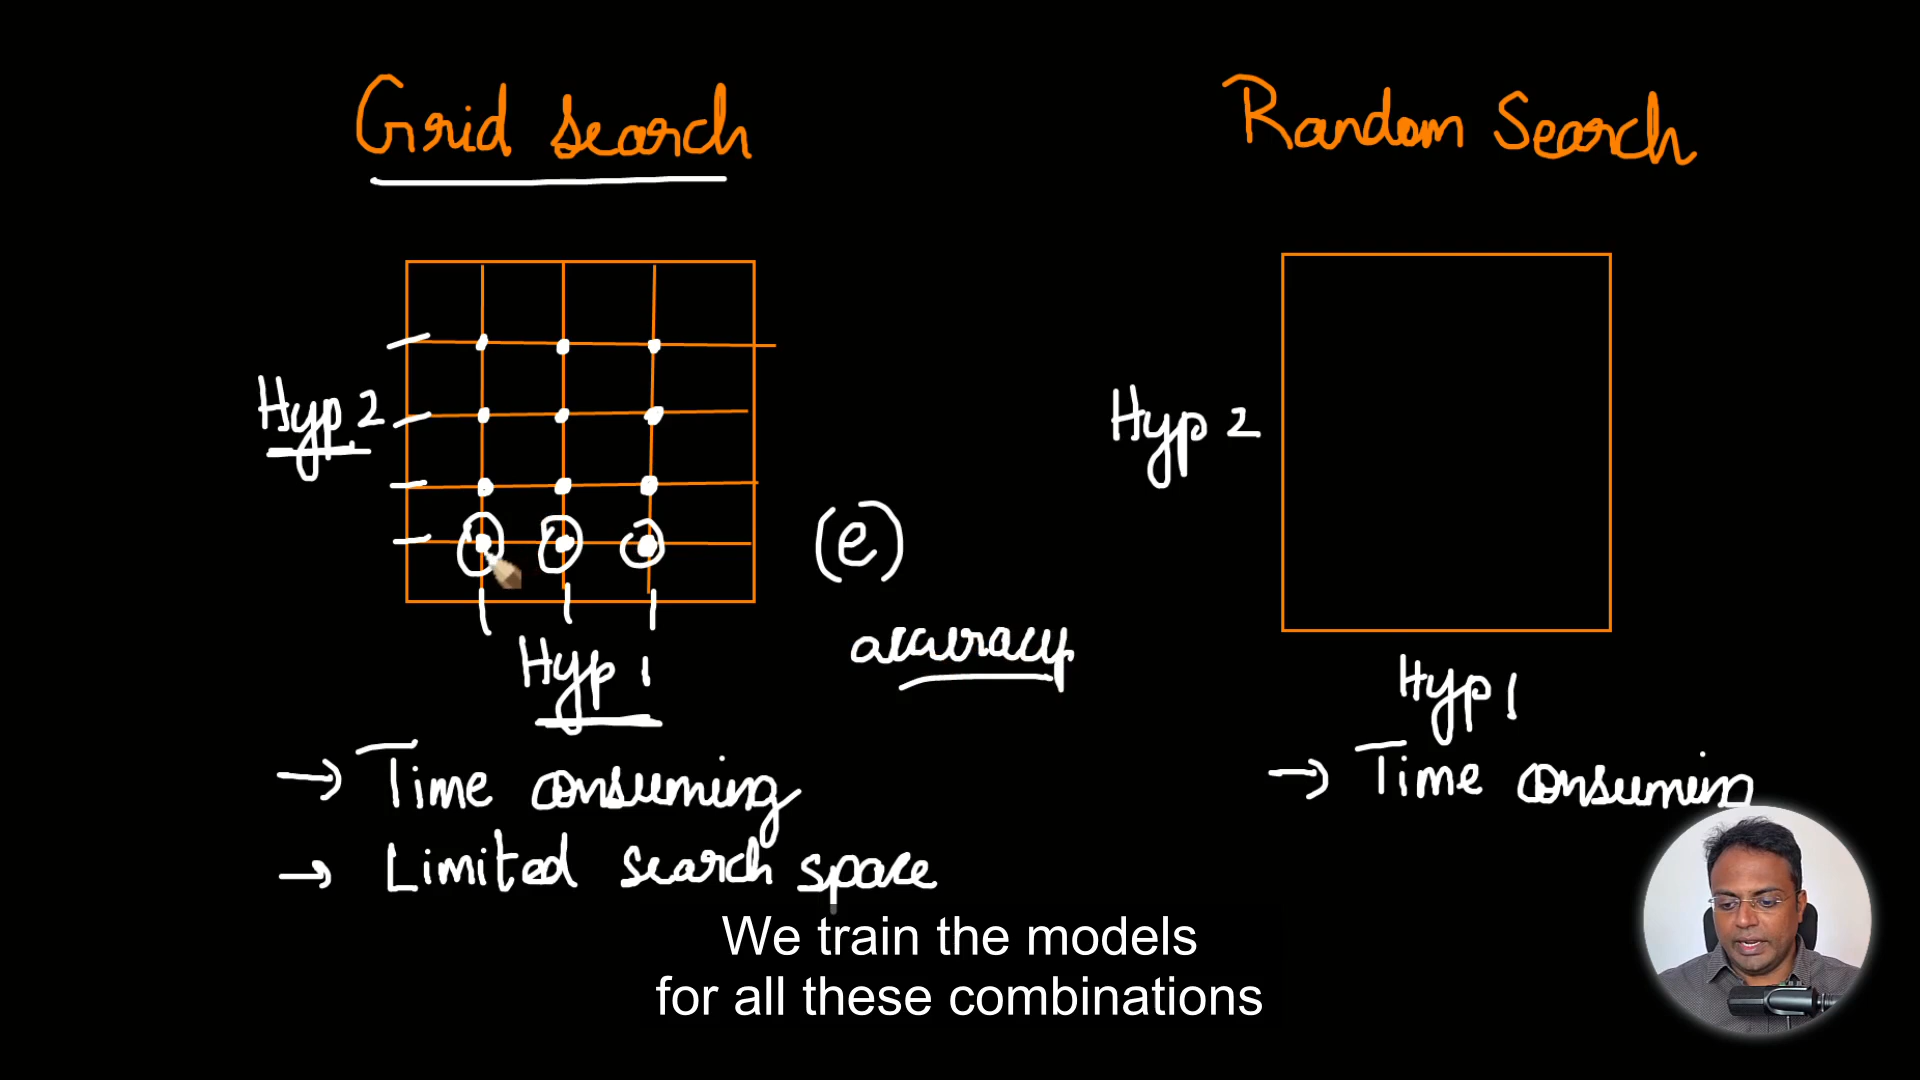 Grid Search
Random Search
Hyp 2
Hyp 2
(e)
accuracy
Hyp 1
Hyp 1
→ Time consuming
→ Time consuming
→ Limited search space
We train the models
for all these combinations